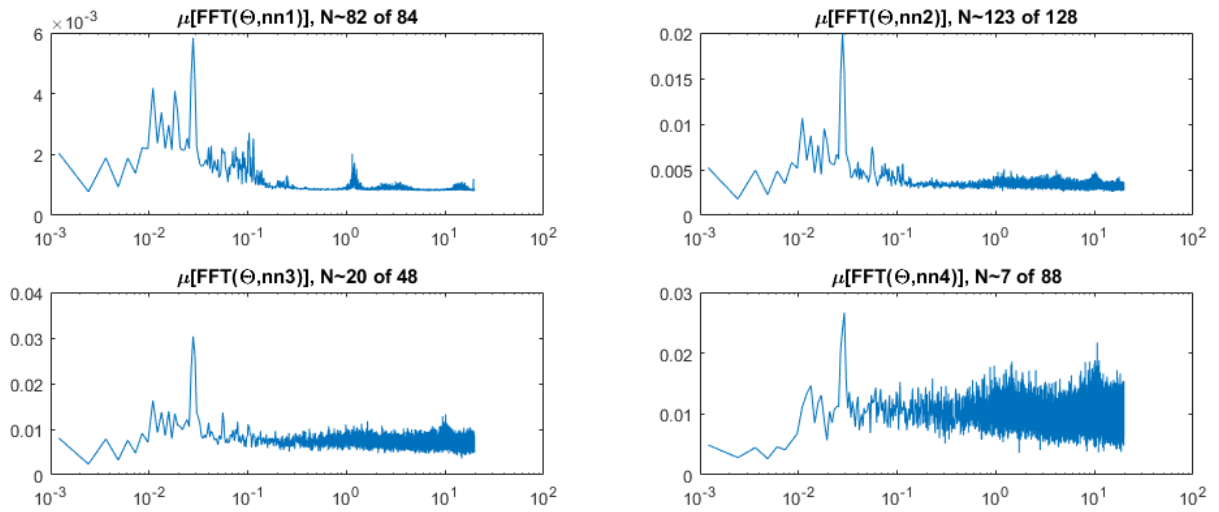 μ[FFT(Θ,nn1)], N~82 of 84
×10⁻³
6
4
2
0
10⁻³ 10⁻² 10⁻¹ 10⁰ 10¹ 10²
μ[FFT(Θ,nn2)], N~123 of 128
0.02
0.015
0.01
0.005
0
10⁻³ 10⁻² 10⁻¹ 10⁰ 10¹ 10²
μ[FFT(Θ,nn3)], N~20 of 48
0.04
0.03
0.02
0.01
0
10⁻³ 10⁻² 10⁻¹ 10⁰ 10¹ 10²
μ[FFT(Θ,nn4)], N~7 of 88
0.03
0.02
0.01
0
10⁻³ 10⁻² 10⁻¹ 10⁰ 10¹ 10²